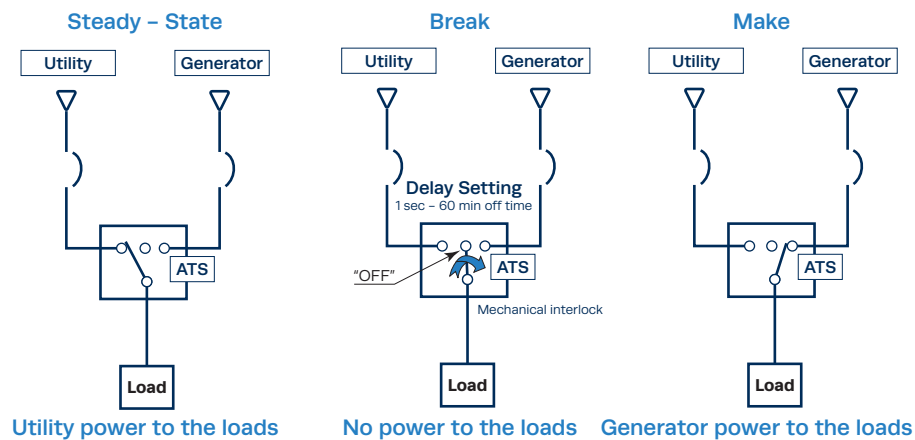 Steady – State
Utility
Generator
ATS
Load
Utility power to the loads
Break
Utility
Generator
Delay Setting
1 sec – 60 min off time
"OFF"
ATS
Mechanical interlock
Load
No power to the loads
Make
Utility
Generator
ATS
Load
Generator power to the loads